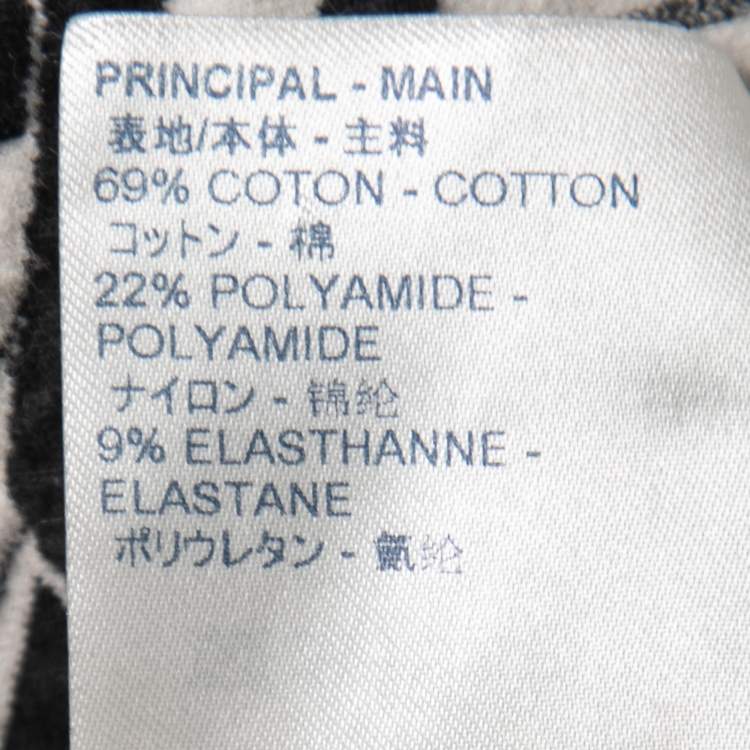 PRINCIPAL - MAIN
表地/本体 - 主料
69% COTON - COTTON
コットン - 棉
22% POLYAMIDE -
POLYAMIDE
ナイロン - 锦纶
9% ELASTHANNE -
ELASTANE
ポリウレタン - 氨纶